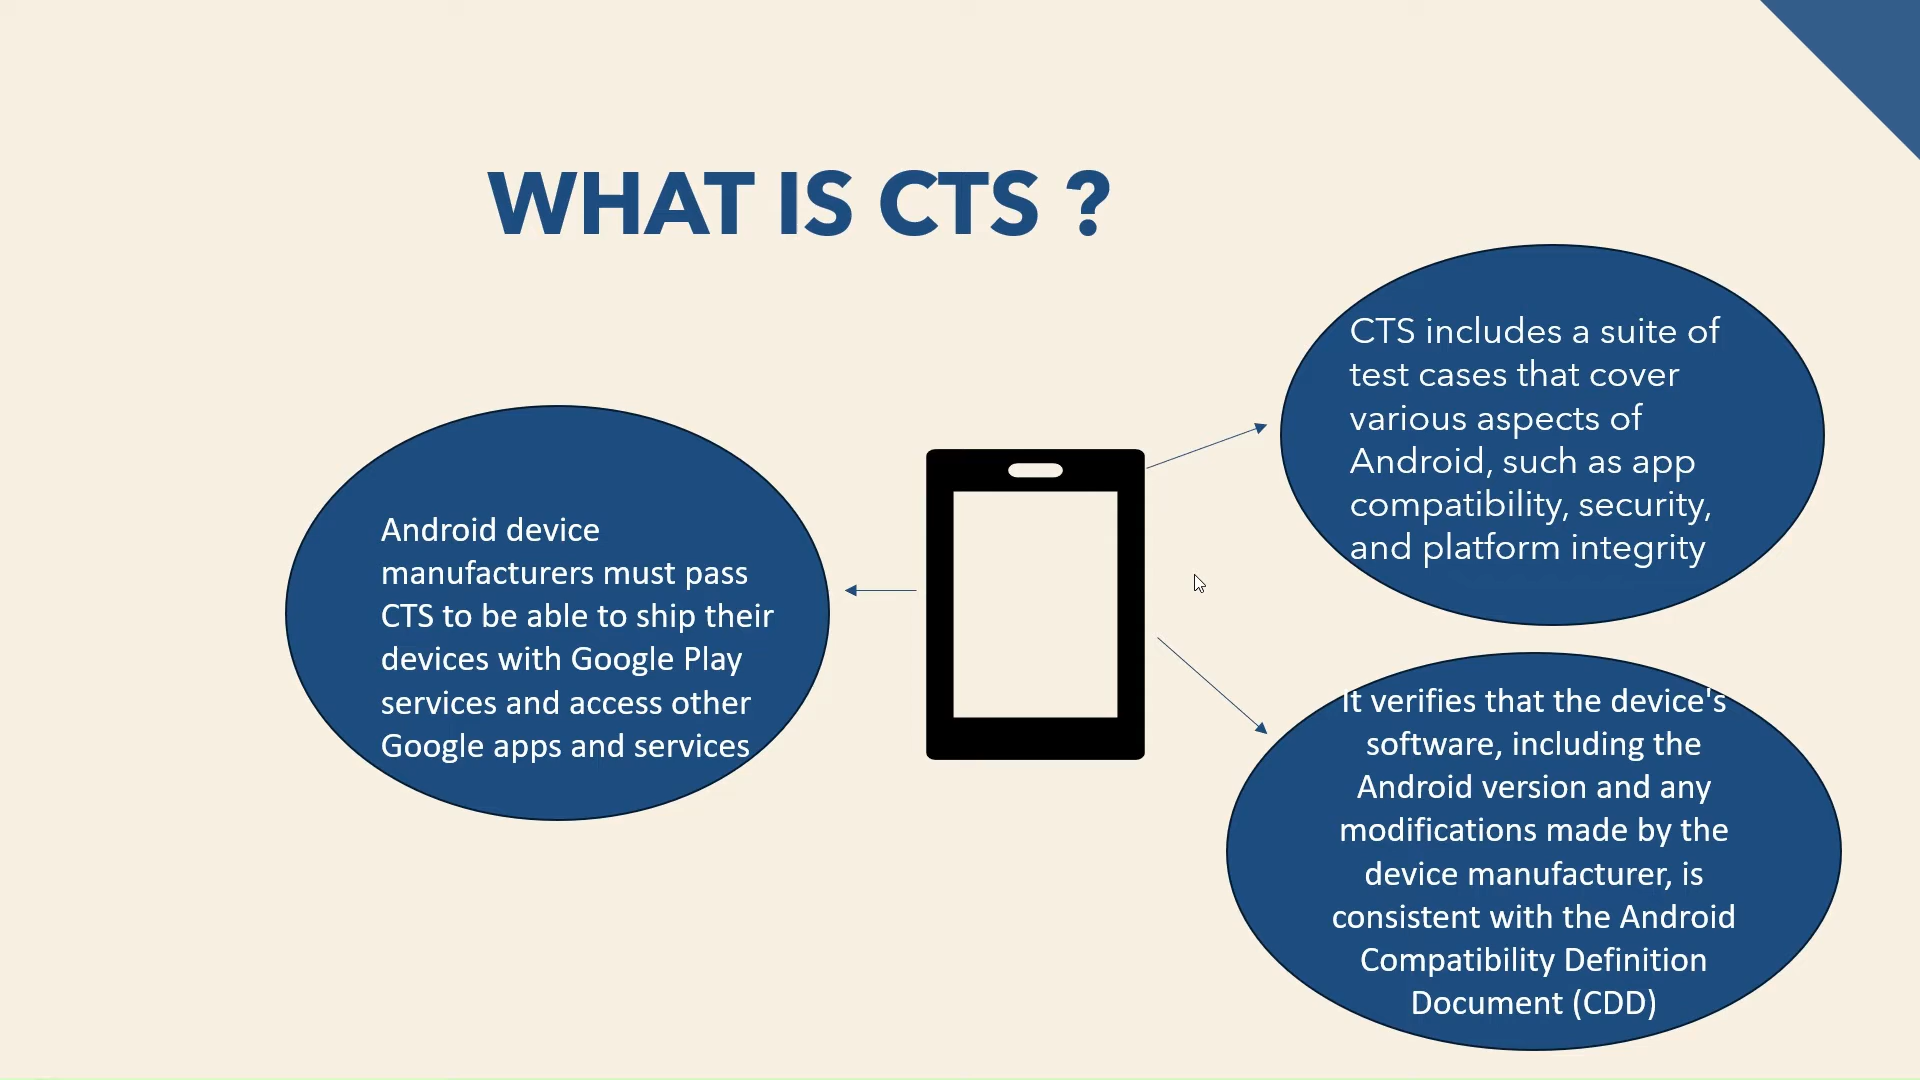 WHAT IS CTS ?
CTS includes a suite of
test cases that cover
various aspects of
Android, such as app
compatibility, security,
and platform integrity
Android device
manufacturers must pass
CTS to be able to ship their
devices with Google Play
services and access other
Google apps and services
It verifies that the device's
software, including the
Android version and any
modifications made by the
device manufacturer, is
consistent with the Android
Compatibility Definition
Document (CDD)